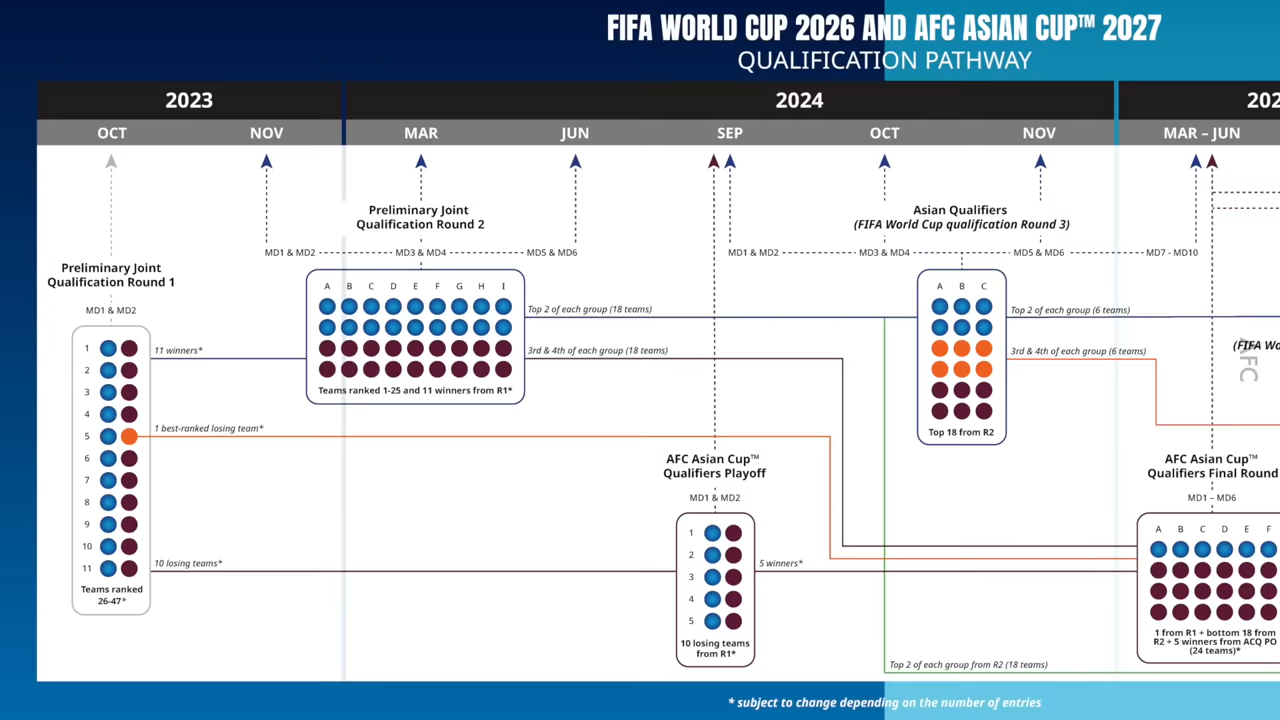 FIFA WORLD CUP 2026 AND AFC ASIAN CUP™ 2027
QUALIFICATION PATHWAY
2023
2024
202
OCT
NOV
MAR
JUN
SEP
OCT
NOV
MAR – JUN
Preliminary Joint
Qualification Round 2
Asian Qualifiers
(FIFA World Cup qualification Round 3)
MD1 & MD2
MD3 & MD4
MD5 & MD6
MD1 & MD2
MD3 & MD4
MD5 & MD6
MD7 - MD10
Preliminary Joint
Qualification Round 1
MD1 & MD2
A B C D E F G H I
Top 2 of each group (18 teams)
3rd & 4th of each group (18 teams)
Teams ranked 1-25 and 11 winners from R1*
A B C
Top 2 of each group (6 teams)
3rd & 4th of each group (6 teams)
Top 18 from R2
(FIFA Wo
AFC
1
2
3
4
5
6
7
8
9
10
11
Teams ranked
26-47*
11 winners*
1 best-ranked losing team*
10 losing teams*
AFC Asian Cup™
Qualifiers Playoff
MD1 & MD2
1
2
3
4
5
10 losing teams
from R1*
5 winners*
AFC Asian Cup™
Qualifiers Final Round
MD1 – MD6
A B C D E F
1 from R1 + bottom 18 from
R2 + 5 winners from ACQ PO
(24 teams)*
Top 2 of each group from R2 (18 teams)
* subject to change depending on the number of entries